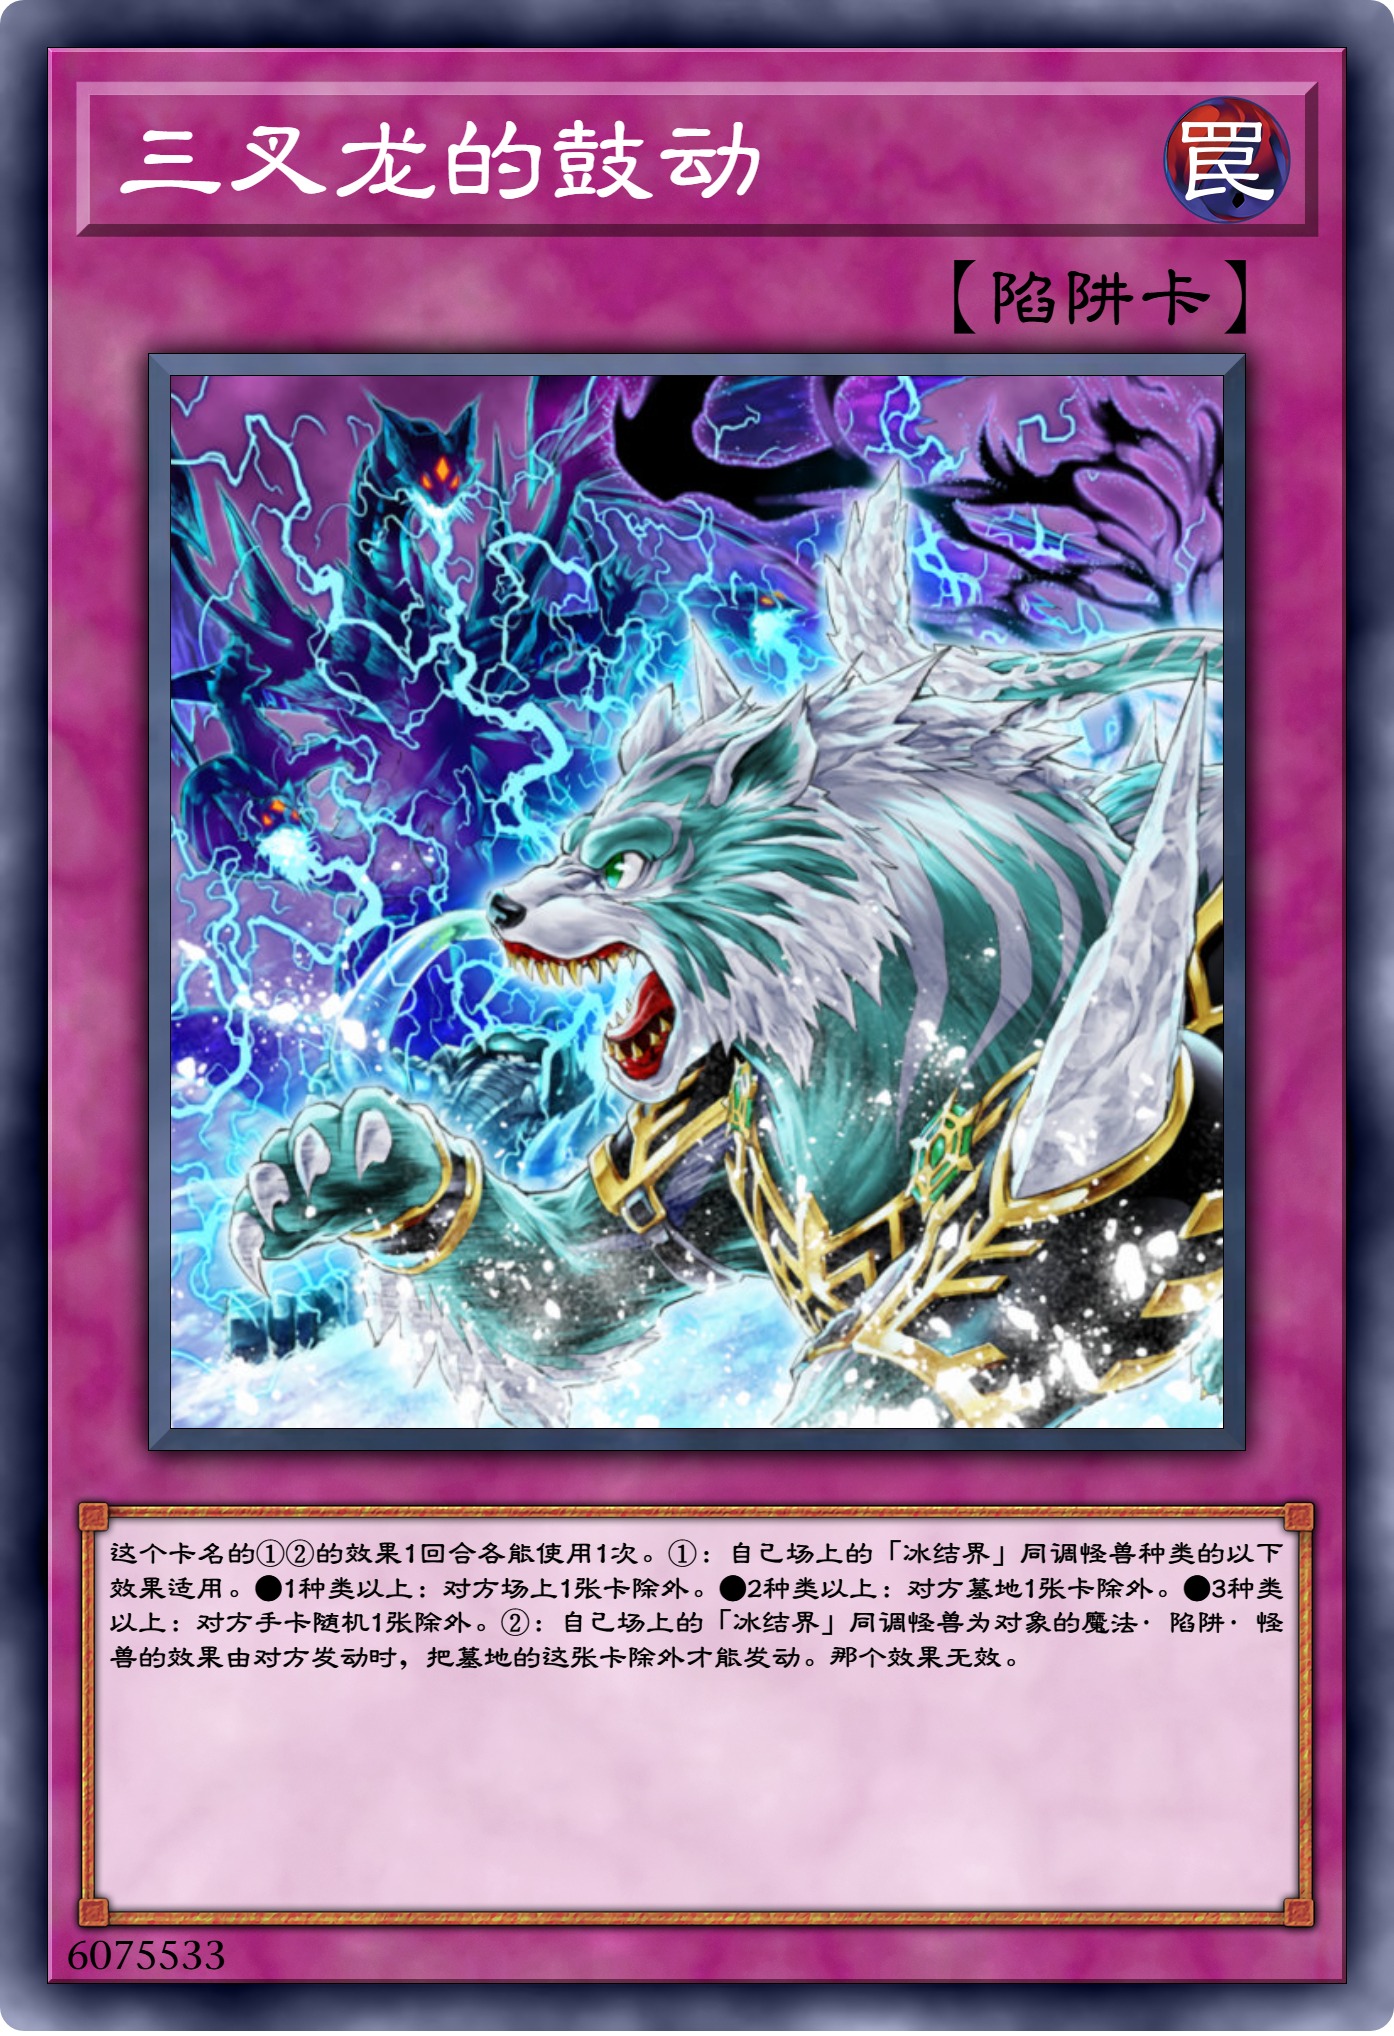 三叉龙的鼓动
罠
【陷阱卡】
这个卡名的①②的效果1回合各能使用1次。①：自己场上的「冰结界」同调怪兽种类的以下
效果适用。●1种类以上：对方场上1张卡除外。●2种类以上：对方墓地1张卡除外。●3种类
以上：对方手卡随机1张除外。②：自己场上的「冰结界」同调怪兽为对象的魔法·陷阱·怪
兽的效果由对方发动时，把墓地的这张卡除外才能发动。那个效果无效。
6075533